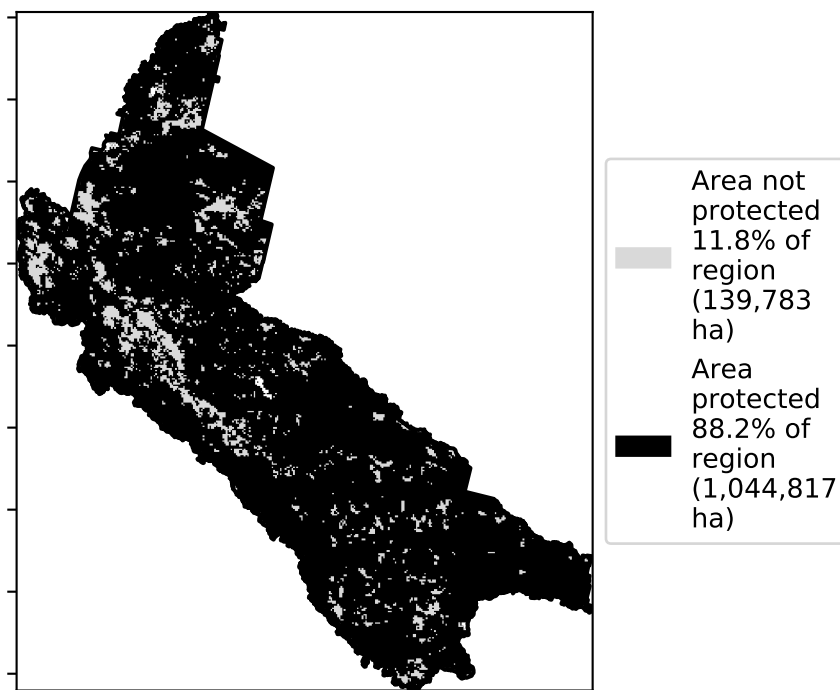 Area not
protected
11.8% of
region
(139,783
ha)
Area
protected
88.2% of
region
(1,044,817
ha)